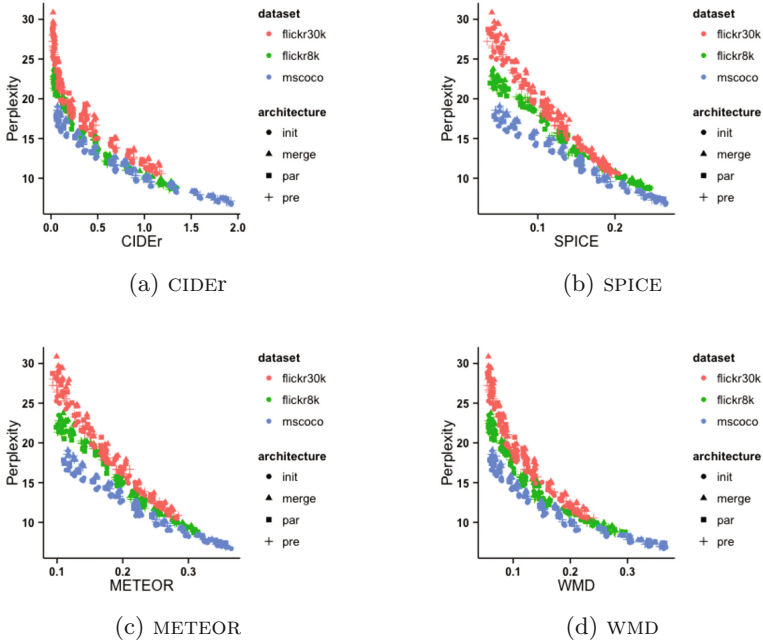 30
25
20
15
10
Perplexity
0.0 0.5 1.0 1.5 2.0
CIDEr
dataset
flickr30k
flickr8k
mscoco
architecture
init
merge
par
pre
(a) CIDEr
30
25
20
15
10
Perplexity
0.1 0.2
SPICE
dataset
flickr30k
flickr8k
mscoco
architecture
init
merge
par
pre
(b) SPICE
30
25
20
15
10
Perplexity
0.1 0.2 0.3
METEOR
dataset
flickr30k
flickr8k
mscoco
architecture
init
merge
par
pre
(c) METEOR
30
25
20
15
10
Perplexity
0.1 0.2 0.3
WMD
dataset
flickr30k
flickr8k
mscoco
architecture
init
merge
par
pre
(d) WMD